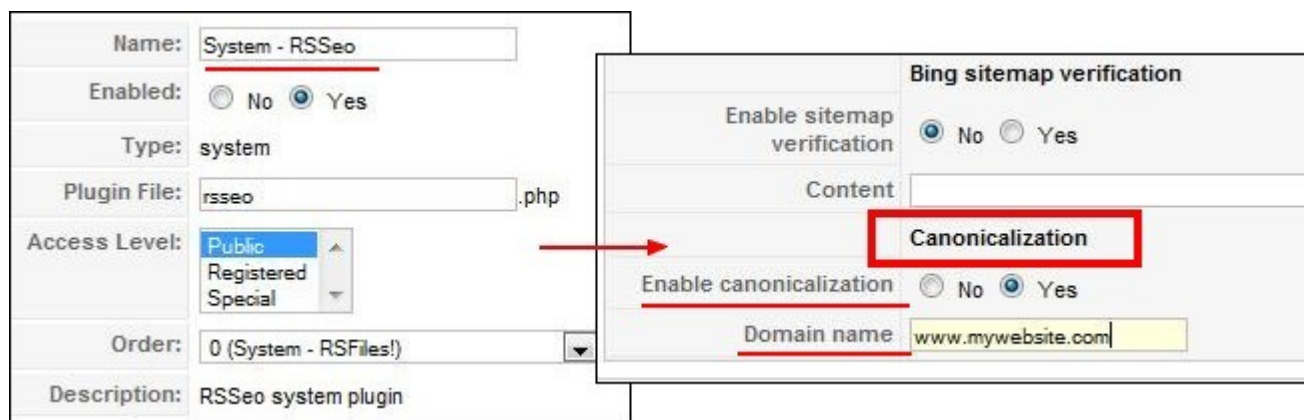 Name: System - RSSeo
Enabled: No Yes
Type: system
Plugin File: rsseo .php
Access Level: Public
Registered
Special
Order: 0 (System - RSFiles!)
Description: RSSeo system plugin
Bing sitemap verification
Enable sitemap
verification No Yes
Content
Canonicalization
Enable canonicalization No Yes
Domain name www.mywebsite.com